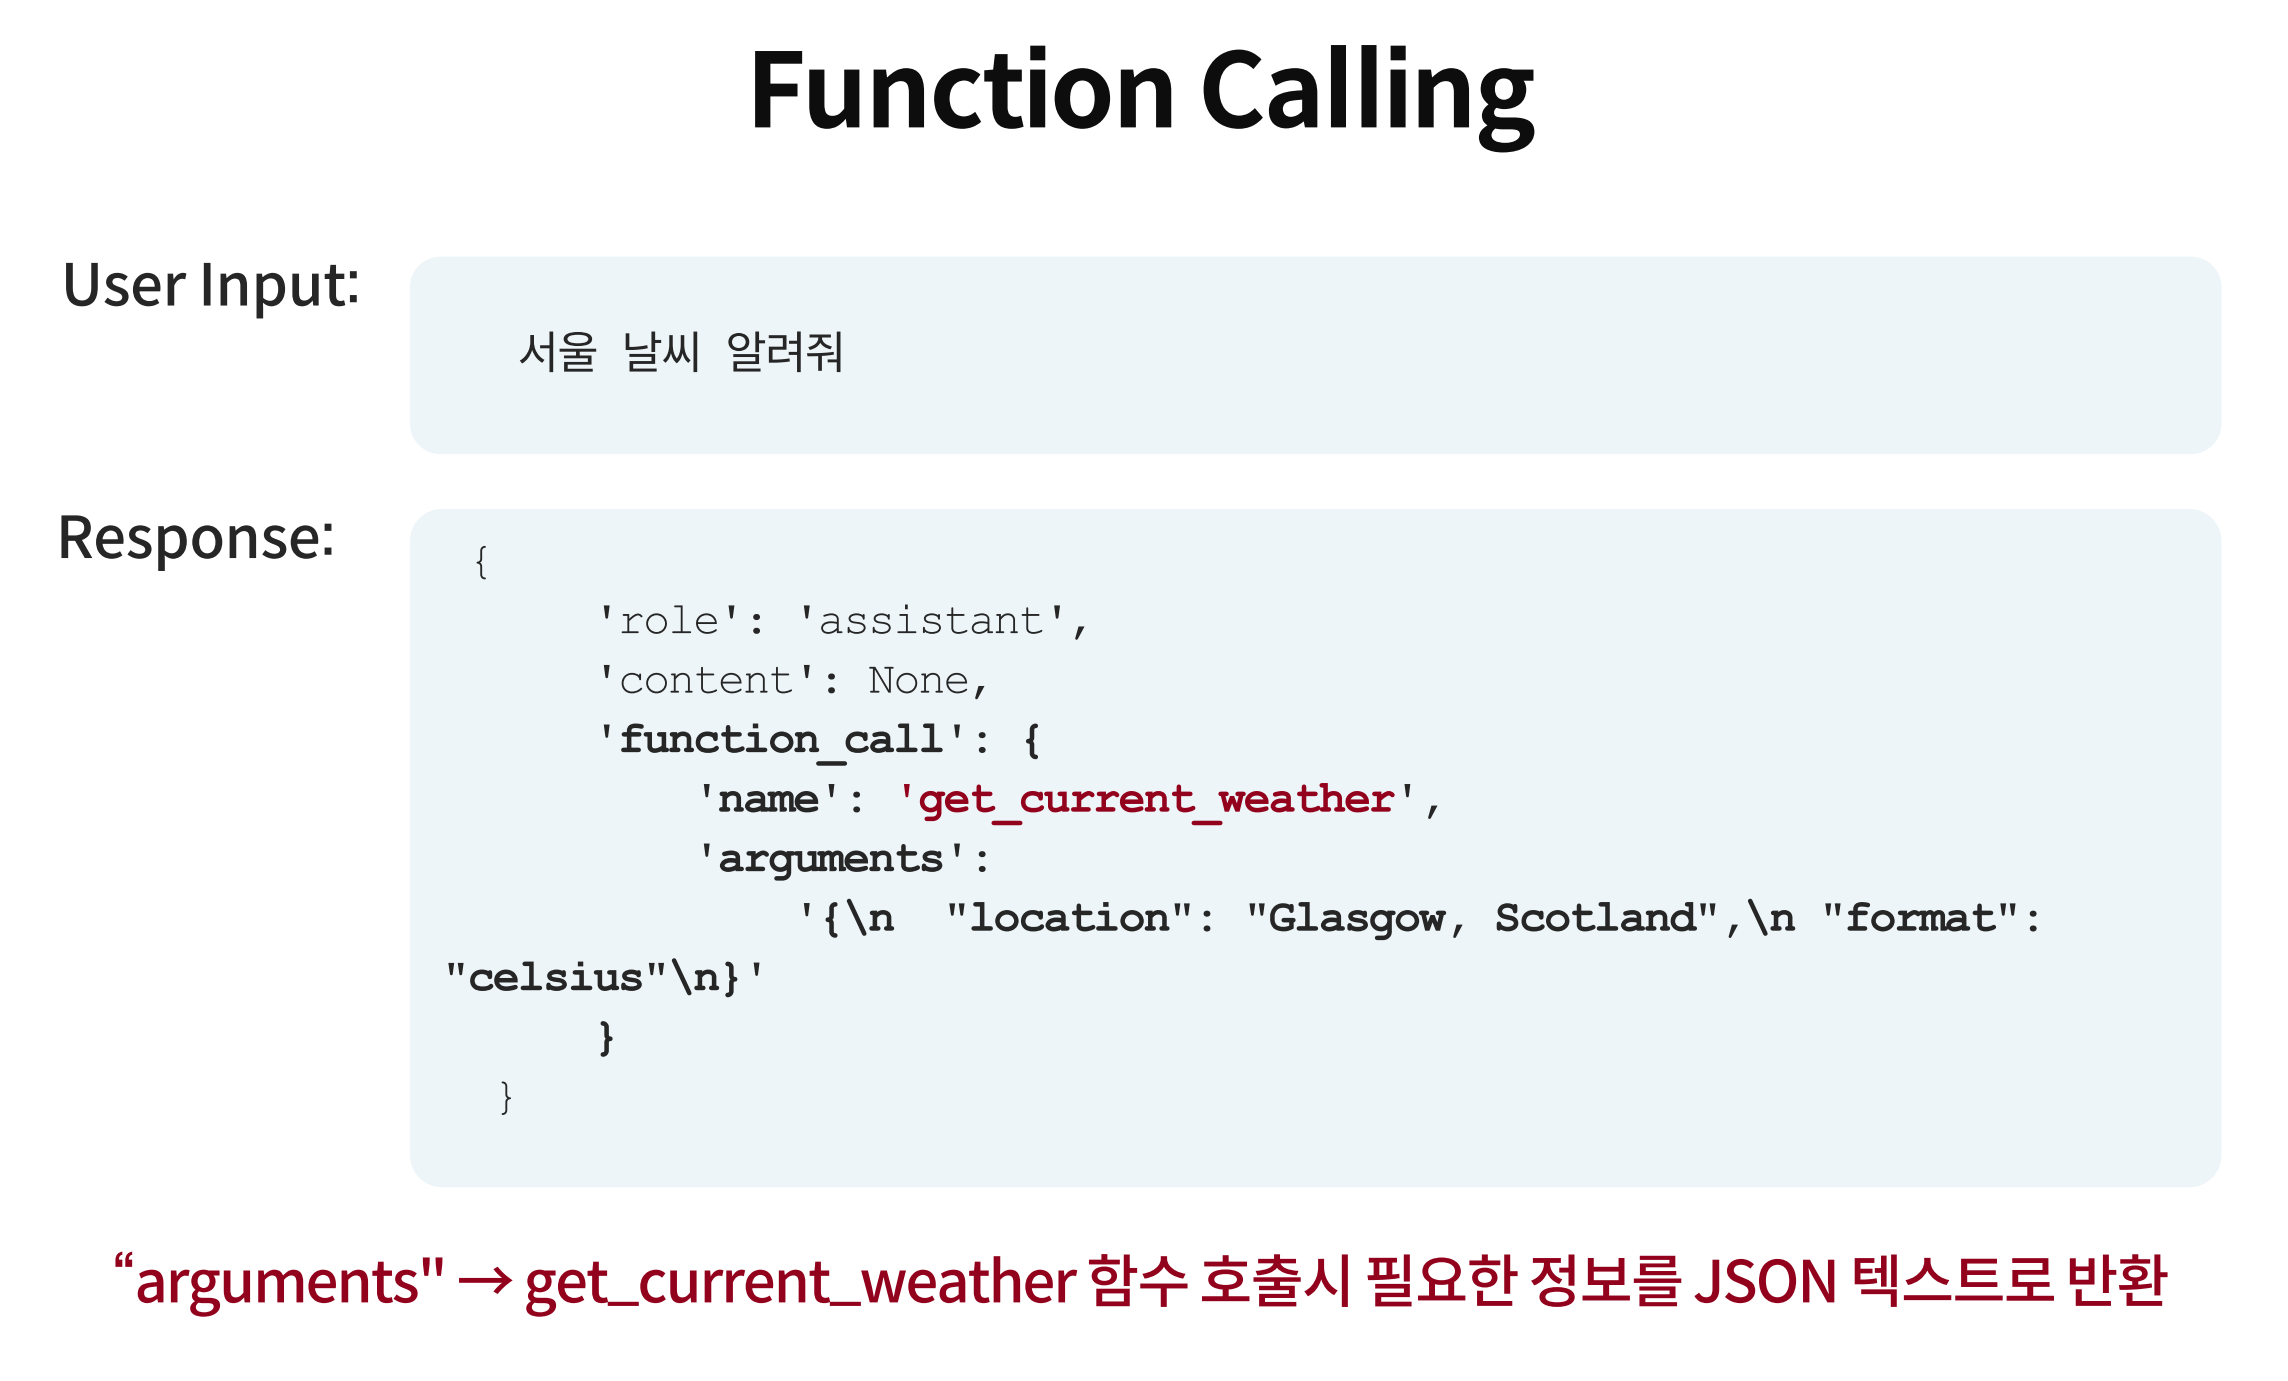 Function Calling
User Input:
서울 날씨 알려줘
Response:
{
'role': 'assistant',
'content': None,
'function_call': {
'name': 'get_current_weather',
'arguments':
'{\n  "location": "Glasgow, Scotland",\n "format":
"celsius"\n}'
}
}
“arguments" → get_current_weather 함수 호출시 필요한 정보를 JSON 텍스트로 반환